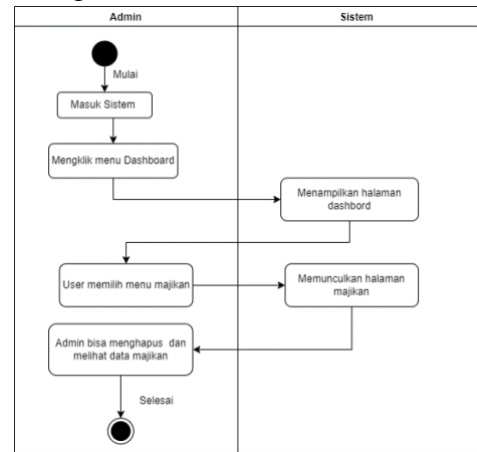 Admin
Sistem
Mulai
Masuk Sistem
Mengklik menu Dashboard
Menampilkan halaman
dashbord
User memilih menu majikan
Memunculkan halaman
majikan
Admin bisa menghapus dan
melihat data majikan
Selesai